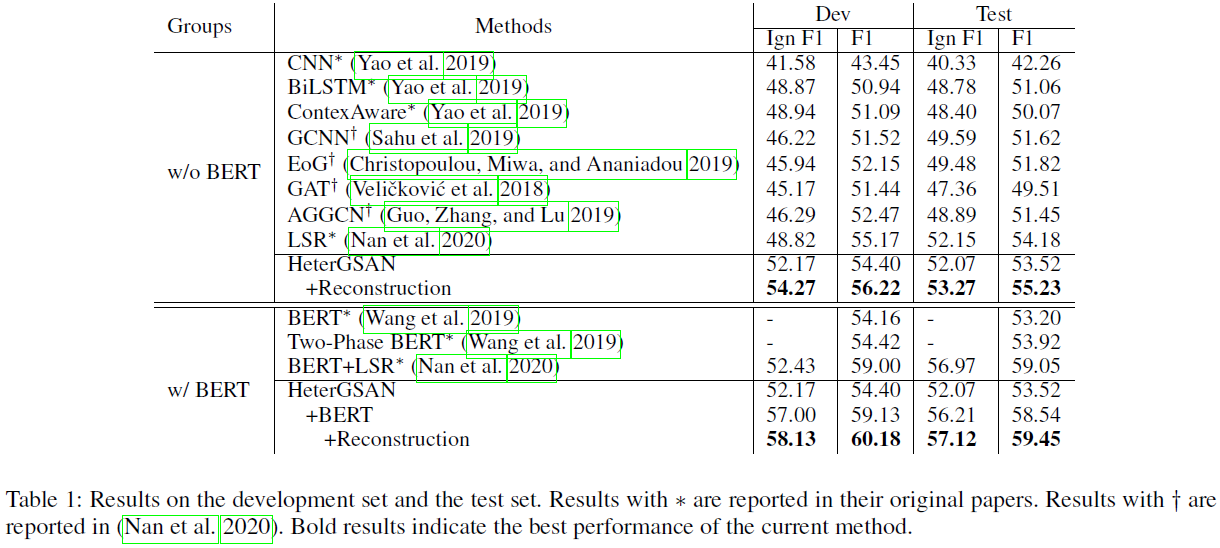 Groups Methods Dev Test
Ign F1 F1 Ign F1 F1
w/o BERT
CNN* (Yao et al. 2019) 41.58 43.45 40.33 42.26
BiLSTM* (Yao et al. 2019) 48.87 50.94 48.78 51.06
ContexAware* (Yao et al. 2019) 48.94 51.09 48.40 50.07
GCNN† (Sahu et al. 2019) 46.22 51.52 49.59 51.62
EoG† (Christopoulou, Miwa, and Ananiadou 2019) 45.94 52.15 49.48 51.82
GAT† (Veličković et al. 2018) 45.17 51.44 47.36 49.51
AGGCN† (Guo, Zhang, and Lu 2019) 46.29 52.47 48.89 51.45
LSR* (Nan et al. 2020) 48.82 55.17 52.15 54.18
HeterGSAN 52.17 54.40 52.07 53.52
+Reconstruction 54.27 56.22 53.27 55.23
w/ BERT
BERT* (Wang et al. 2019) - 54.16 - 53.20
Two-Phase BERT* (Wang et al. 2019) - 54.42 - 53.92
BERT+LSR* (Nan et al. 2020) 52.43 59.00 56.97 59.05
HeterGSAN 52.17 54.40 52.07 53.52
+BERT 57.00 59.13 56.21 58.54
+Reconstruction 58.13 60.18 57.12 59.45
Table 1: Results on the development set and the test set. Results with ∗ are reported in their original papers. Results with † are
reported in (Nan et al. 2020). Bold results indicate the best performance of the current method.